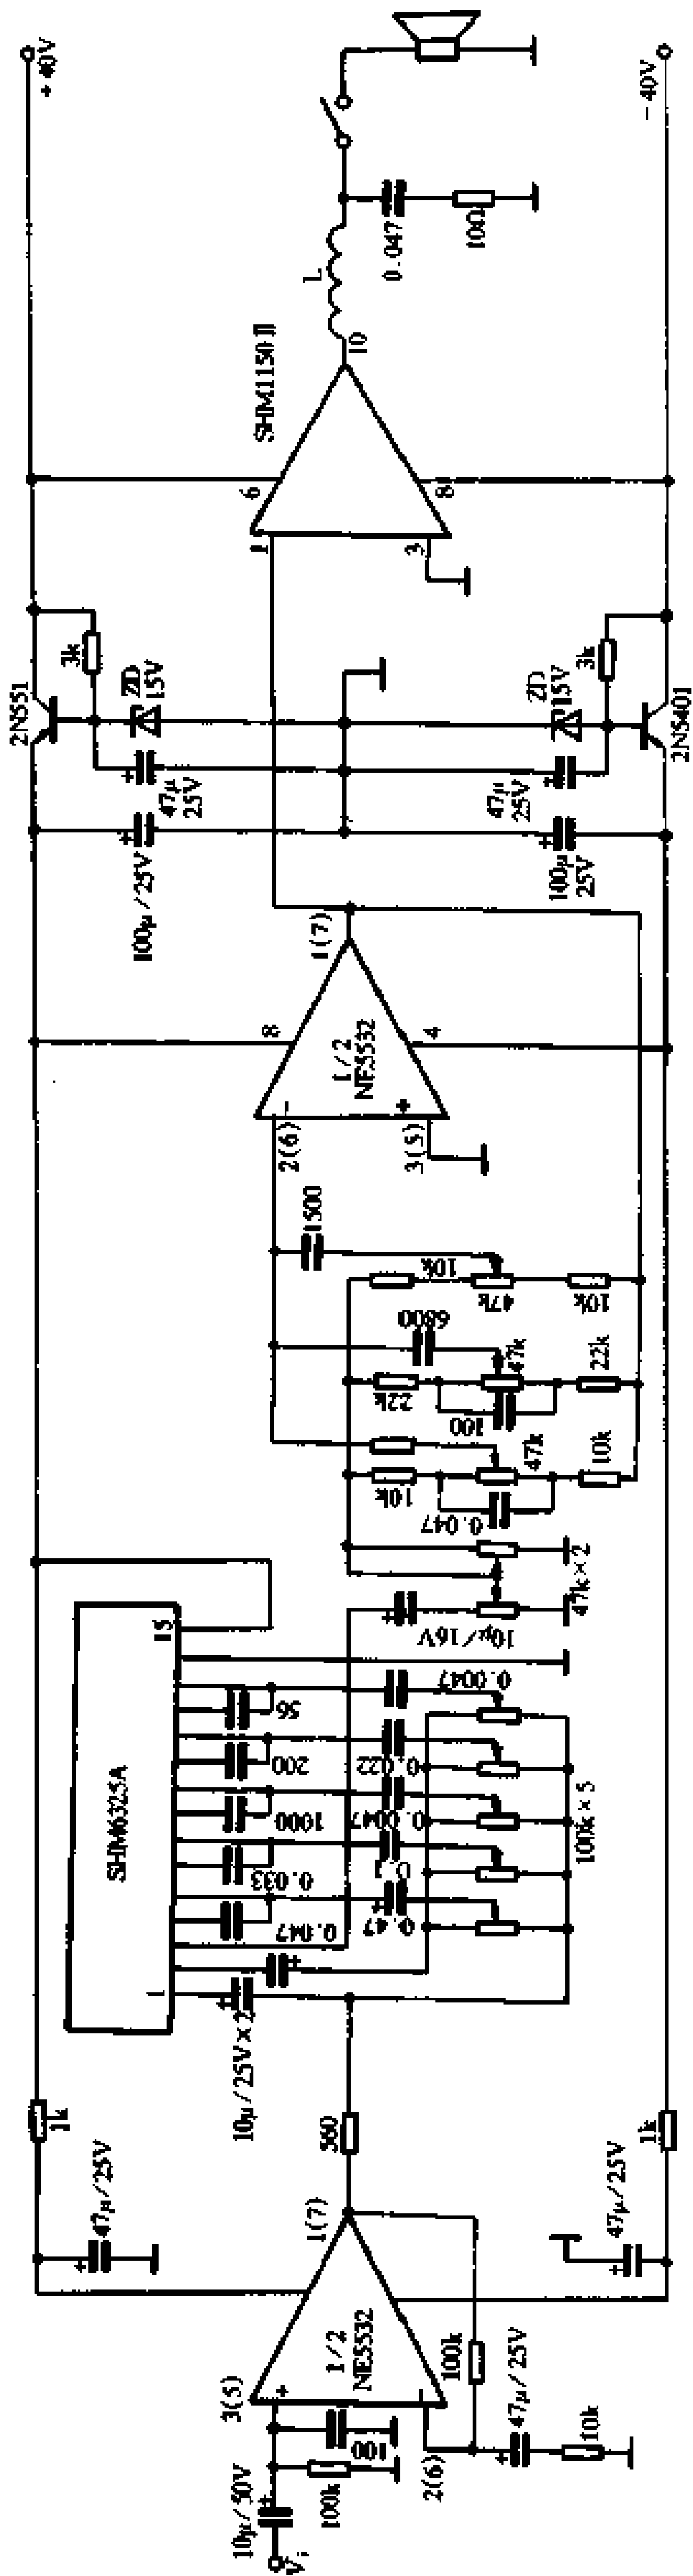 +40V
-40V
0.047
10Ω
L
10
SHM1150Ⅱ
6
8
1
3
2N551
3k
ZD
15V
47μ
25V
100μ/25V
ZD
15V
3k
2N5401
47μ
25V
100μ
25V
1(7)
8
4
1/2
NE5532
-
+
2(6)
3(5)
1500
10k
47k
10k
6800
22k
47k
100
22k
10k
47k
0.047
10k
47k×2
10μ/16V
SHM6325A
15
1
56
200
1000
0.033
0.047
0.0047
0.022
0.0047
0.1
0.47
100k×5
10μ/25V×2
1k
47μ/25V
560
1k
47μ/25V
1(7)
1/2
NE5532
3(5)
+
2(6)
100k
47μ/25V
10k
10μ/50V
100k
100
Vi